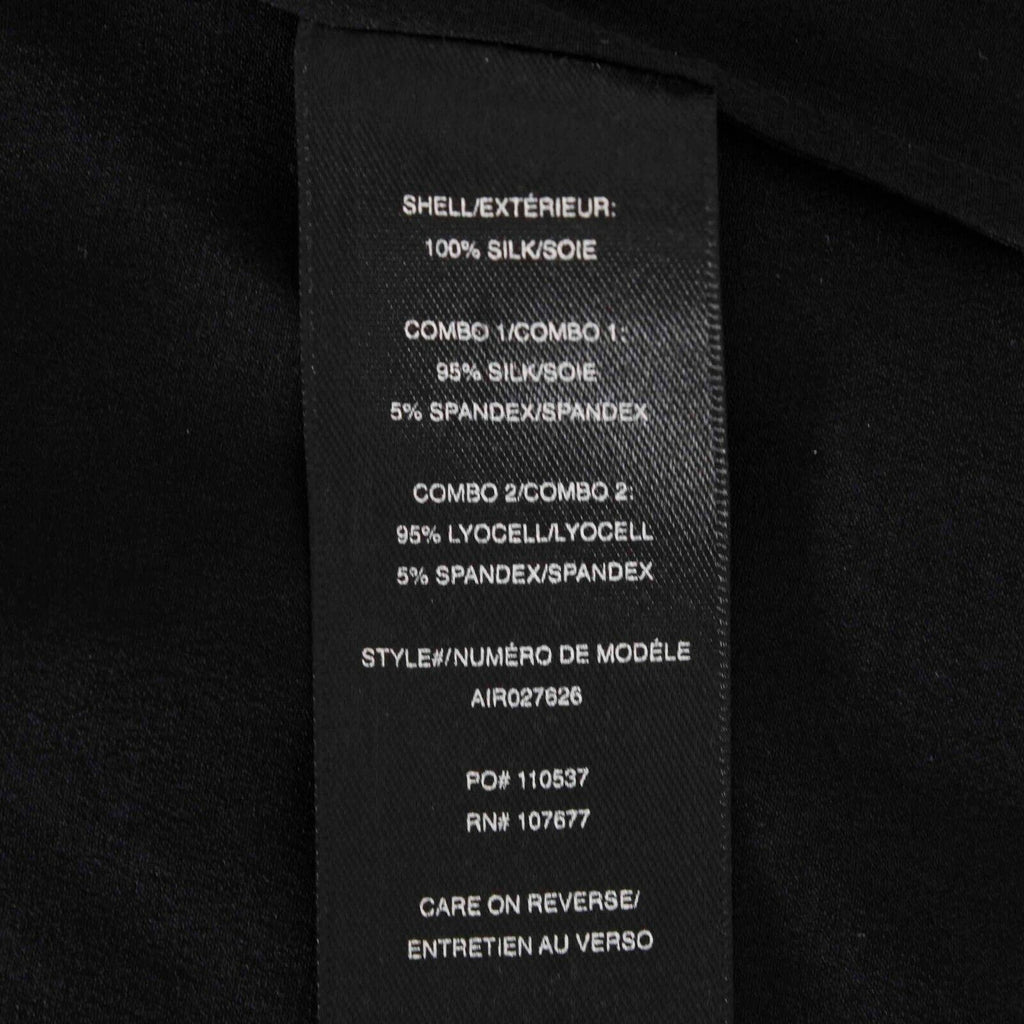 SHELL/EXTÉRIEUR:
100% SILK/SOIE
COMBO 1/COMBO 1:
95% SILK/SOIE
5% SPANDEX/SPANDEX
COMBO 2/COMBO 2:
95% LYOCELL/LYOCELL
5% SPANDEX/SPANDEX
STYLE#/NUMÉRO DE MODÉLE
AIR027626
PO# 110537
RN# 107677
CARE ON REVERSE/
ENTRETIEN AU VERSO